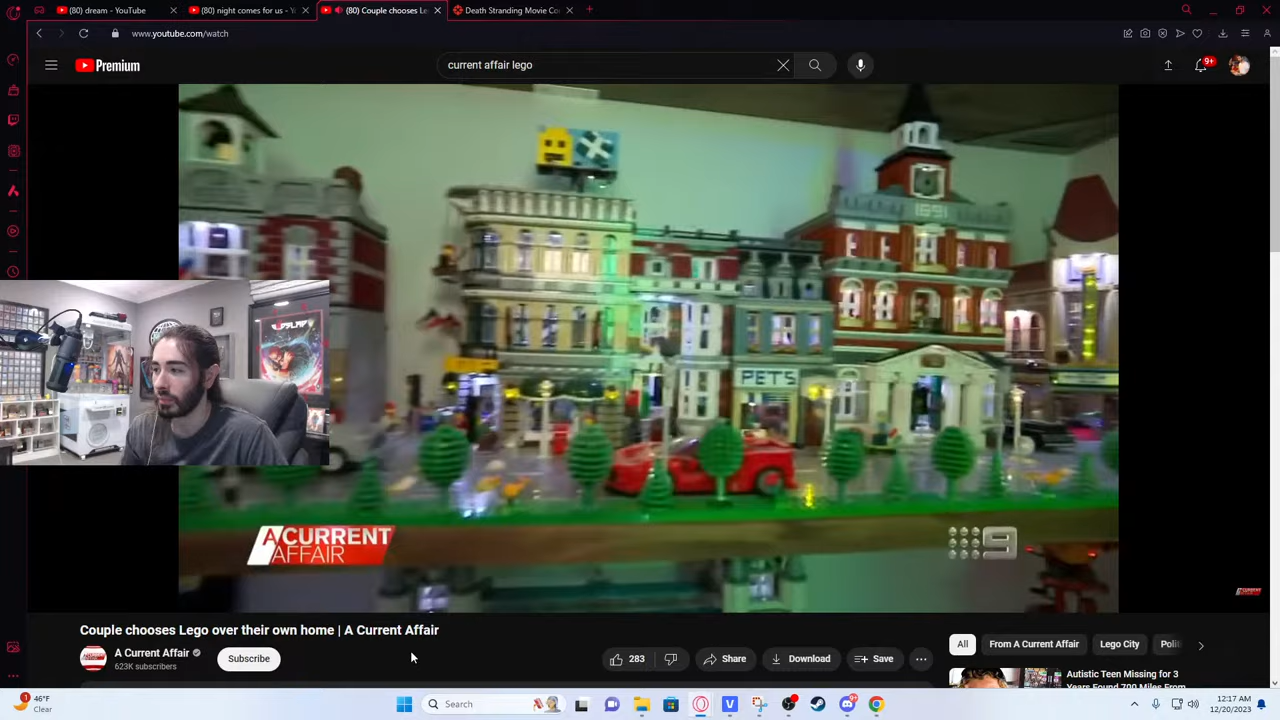 (80) dream - YouTube
(80) night comes for us - Y
(80) Couple chooses Le
Death Stranding Movie Co
www.youtube.com/watch
Premium
current affair lego
9+
1891
PETS
A CURRENT
AFFAIR
9
Couple chooses Lego over their own home | A Current Affair
A Current Affair
623K subscribers
Subscribe
283
Share
Download
Save
All
From A Current Affair
Lego City
Polit
Autistic Teen Missing for 3
Years Found 700 Miles From
1
46°F
Clear
Search
9+
12:17 AM
12/20/2023